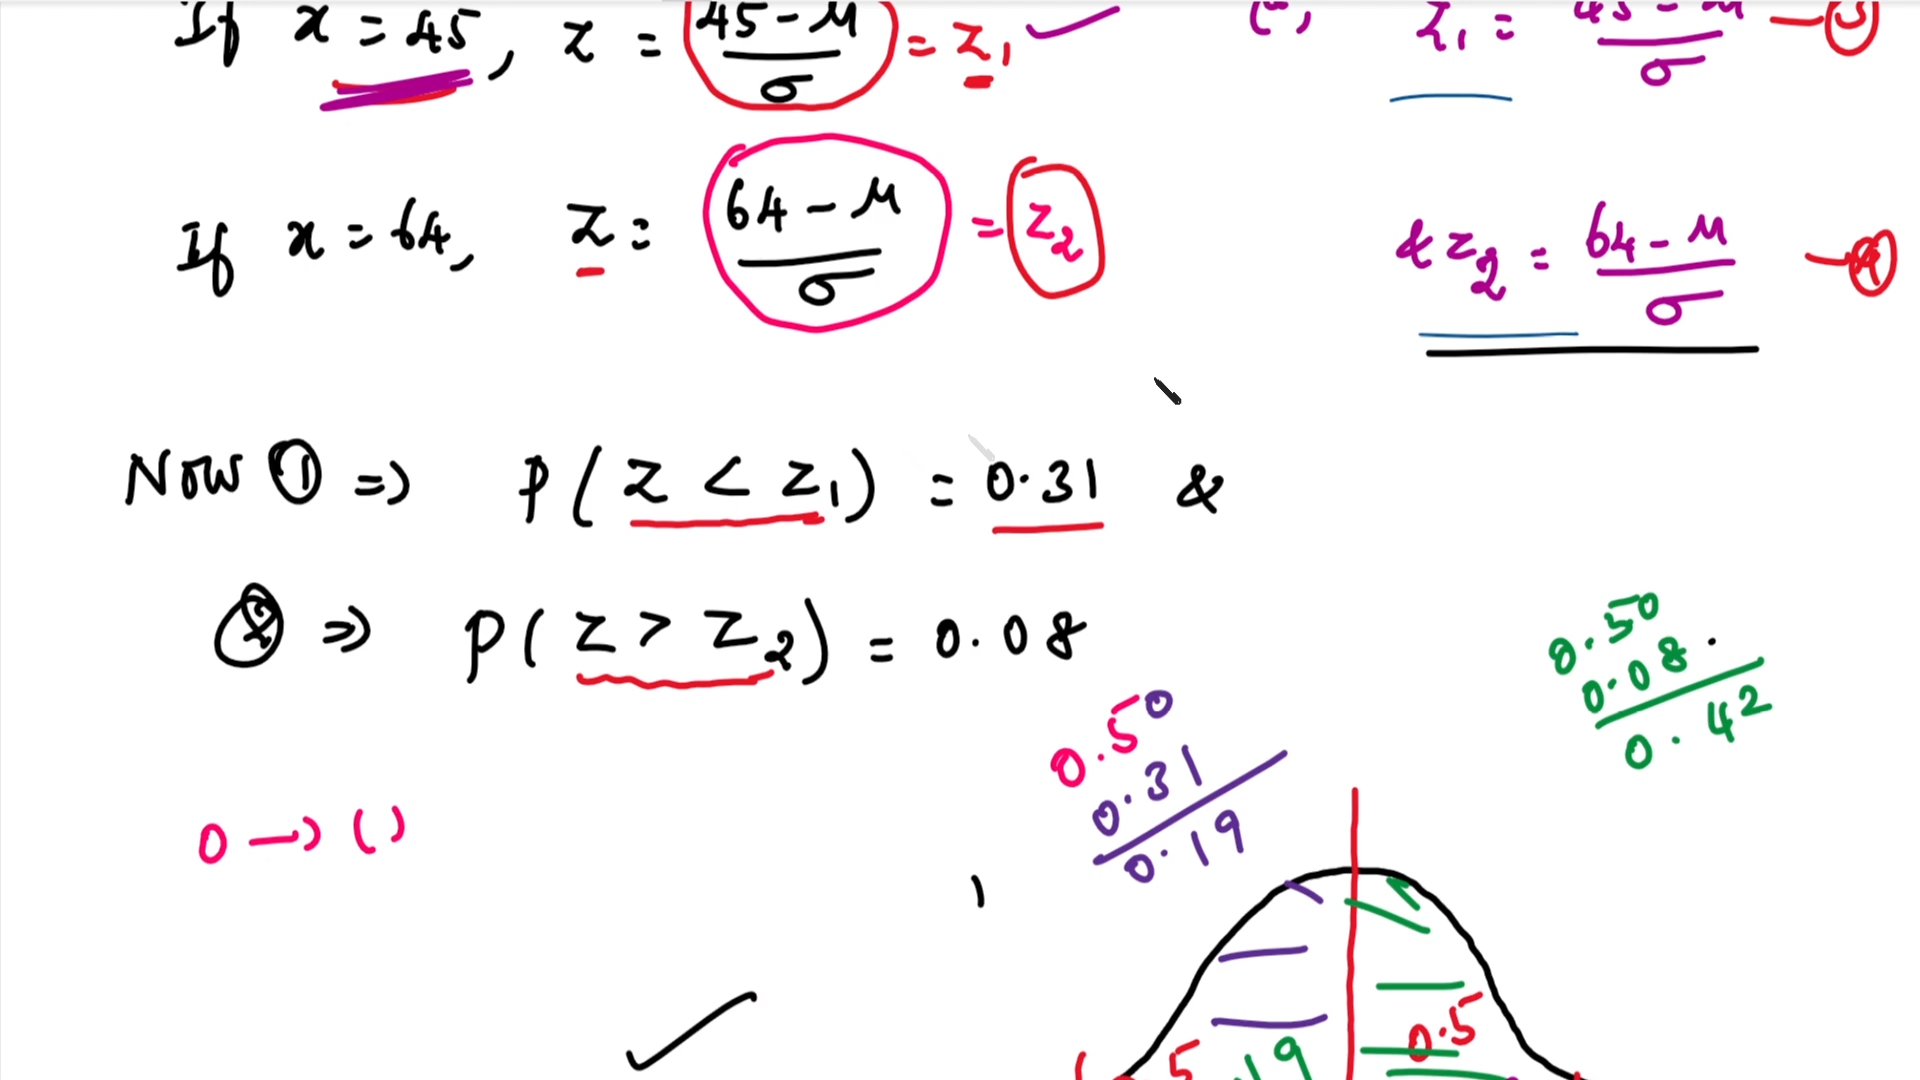 If x = 45, z = (45 - μ)/σ = z₁
z₁ = (45 - μ)/σ — ③
If x = 64, z = (64 - μ)/σ = z₂
& z₂ = (64 - μ)/σ — ④
Now ① ⇒ P(z < z₁) = 0.31 &
② ⇒ P(z > z₂) = 0.08
0.50
0.08
0.42
0.50
0.31
0.19
0 → ( )
0.5
5
19